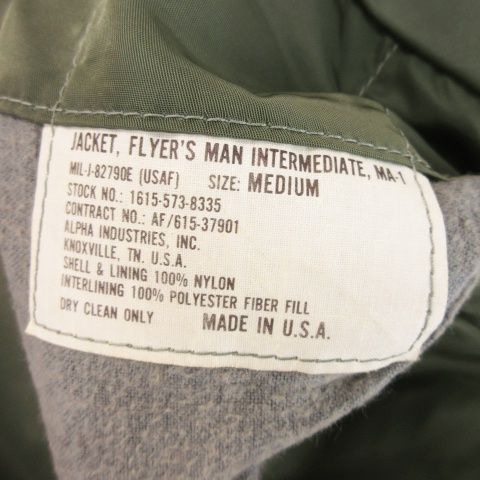 JACKET, FLYER'S MAN INTERMEDIATE, MA-1
MIL-J-82790E (USAF) SIZE: MEDIUM
STOCK NO.: 1615-573-8335
CONTRACT NO.: AF/615-37901
ALPHA INDUSTRIES, INC.
KNOXVILLE, TN. U.S.A.
SHELL & LINING 100% NYLON
INTERLINING 100% POLYESTER FIBER FILL
DRY CLEAN ONLY MADE IN U.S.A.